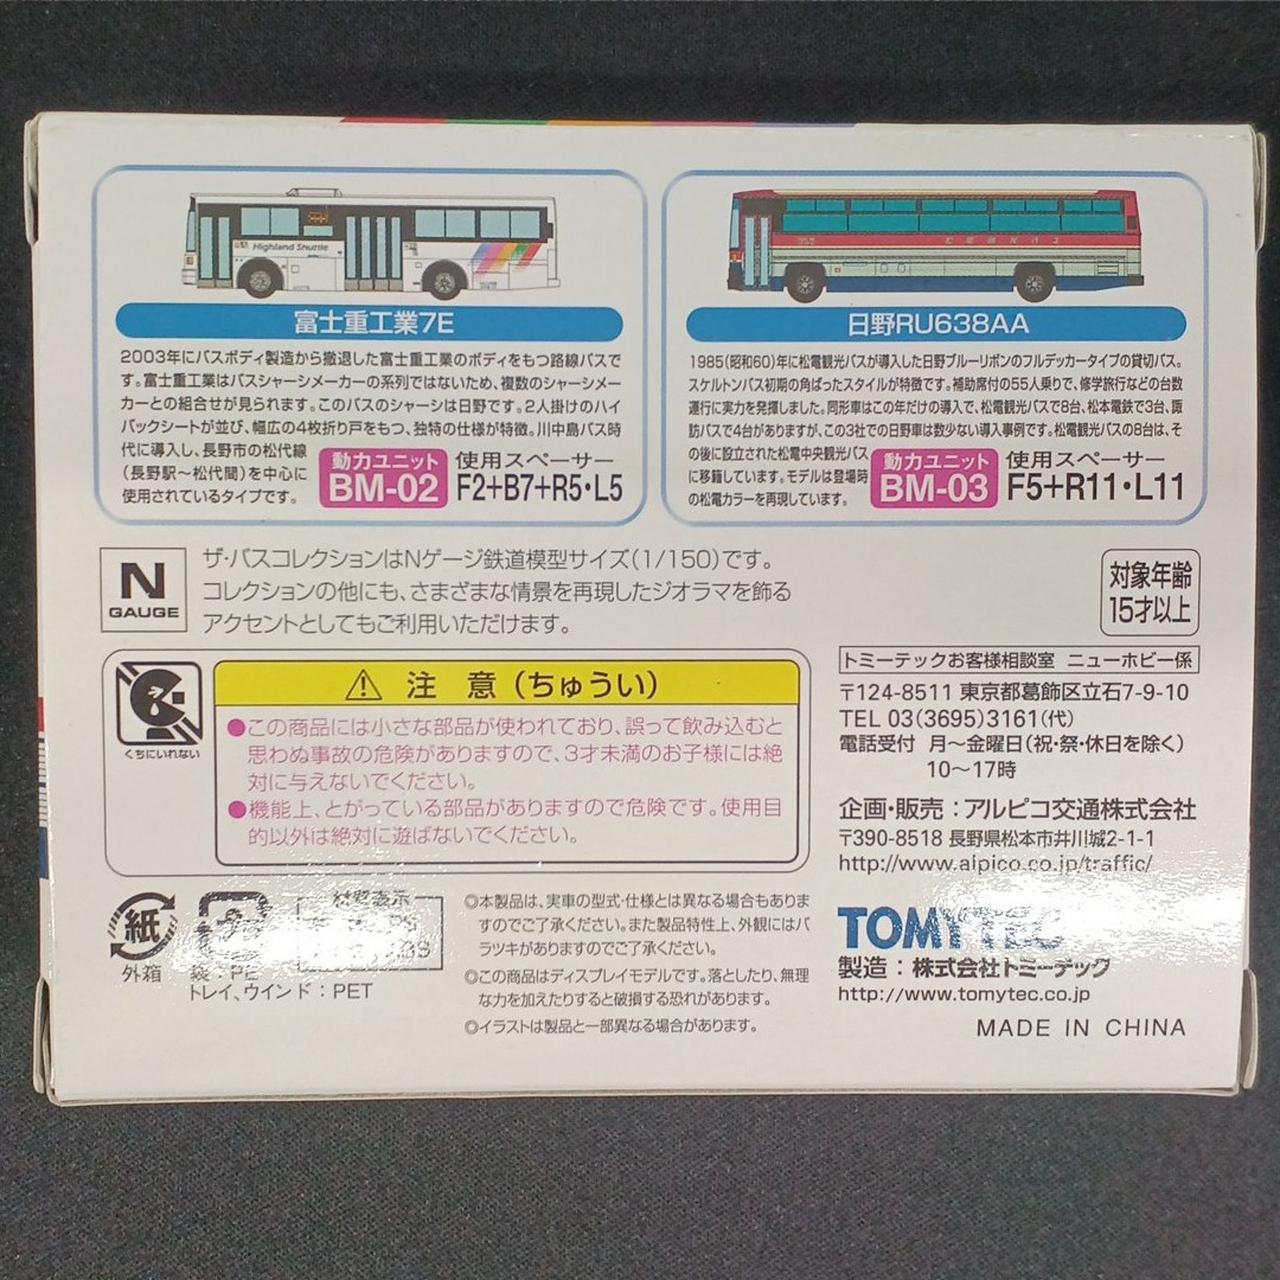 Highland Shuttle
富士重工業7E
2003年にバスボディ製造から撤退した富士重工業のボディをもつ路線バスで
す。富士重工業はバスシャーシメーカーの系列ではないため、複数のシャーシメー
カーとの組合せが見られます。このバスのシャーシは日野です。2人掛けのハイ
バックシートが並び、幅広の4枚折り戸をもつ、独特の仕様が特徴。川中島バス時
代に導入し、長野市の松代線
(長野駅～松代間)を中心に
使用されているタイプです。
動力ユニット
BM-02
使用スペーサー
F2+B7+R5・L5
日野RU638AA
1985(昭和60)年に松電観光バスが導入した日野ブルーリボンのフルデッカータイプの貸切バス。
スケルトンバス初期の角ばったスタイルが特徴です。補助席付の55人乗りで、修学旅行などの台数
運行に実力を発揮しました。同形車はこの年だけの導入で、松電観光バスで8台、松本電鉄で3台、諏
訪バスで4台がありますが、この3社での日野車は数少ない導入事例です。松電観光バスの8台は、そ
の後に設立された松電中央観光バス
に移籍しています。モデルは登場時
の松電カラーを再現しています。
動力ユニット
BM-03
使用スペーサー
F5+R11・L11
N
GAUGE
ザ・バスコレクションはNゲージ鉄道模型サイズ(1/150)です。
コレクションの他にも、さまざまな情景を再現したジオラマを飾る
アクセントとしてもご利用いただけます。
対象年齢
15才以上
くちにいれない
注 意(ちゅうい)
●この商品には小さな部品が使われており、誤って飲み込むと
思わぬ事故の危険がありますので、3才未満のお子様には絶
対に与えないでください。
●機能上、とがっている部品がありますので危険です。使用目
的以外は絶対に遊ばないでください。
トミーテックお客様相談室 ニューホビー係
〒124-8511 東京都葛飾区立石7-9-10
TEL 03(3695)3161(代)
電話受付 月～金曜日(祝・祭・休日を除く)
10～17時
企画・販売：アルピコ交通株式会社
〒390-8518 長野県松本市井川城2-1-1
http://www.alpico.co.jp/traffic/
TOMYTEC
製造：株式会社トミーテック
http://www.tomytec.co.jp
MADE IN CHINA
紙
外箱
袋：PE
トレイ、ウインド：PET
材質表示
◎本製品は、実車の型式・仕様とは異なる場合もありま
すのでご了承ください。また製品特性上、外観にはバ
ラツキがありますのでご了承ください。
◎この商品はディスプレイモデルです。落としたり、無理
な力を加えたりすると破損する恐れがあります。
◎イラストは製品と一部異なる場合があります。